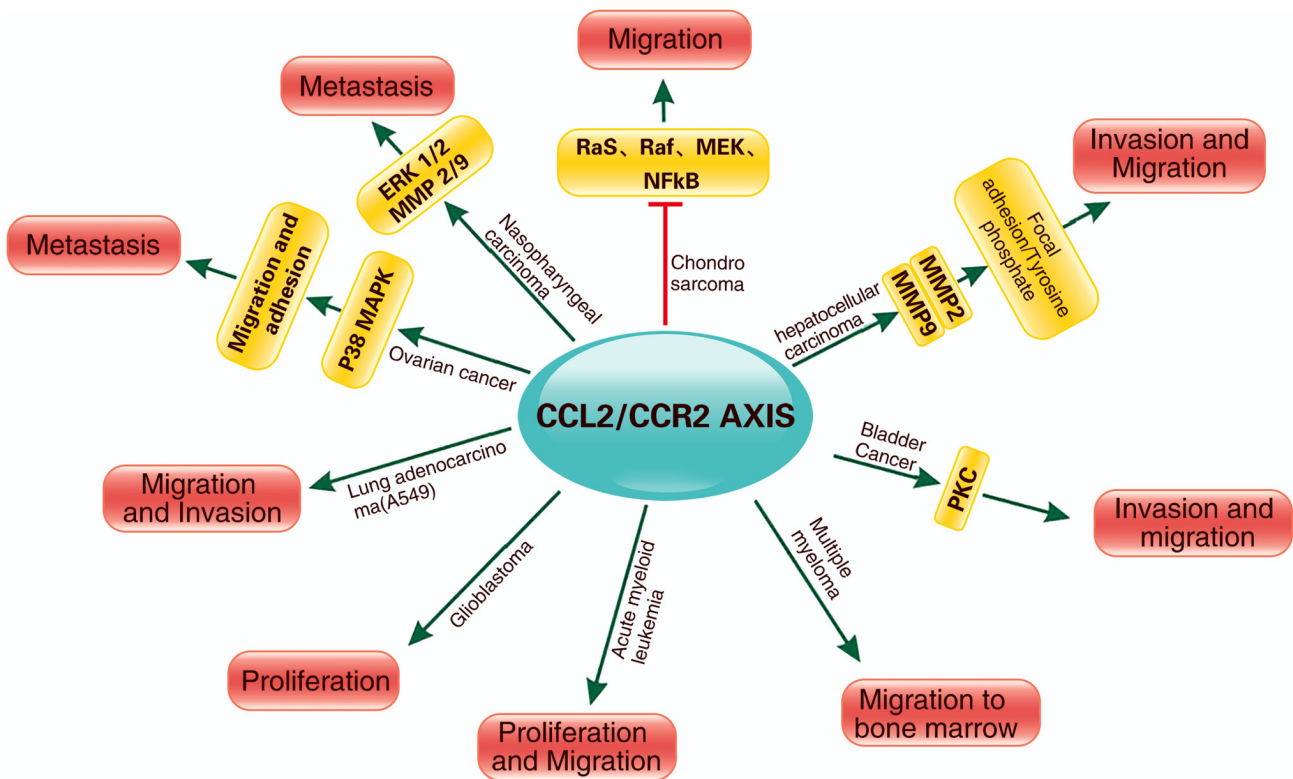 Migration
RaS、Raf、MEK、
NFkB
Chondro
sarcoma
Metastasis
ERK 1/2
MMP 2/9
Nasopharyngeal
carcinoma
Metastasis
Migration and
adhesion
P38 MAPK
Ovarian cancer
Invasion and
Migration
Focal
adhesion/Tyrosine
phosphate
MMP2
MMP9
hepatocellular
carcinoma
CCL2/CCR2 AXIS
Bladder
Cancer
PKC
Invasion and
migration
Migration
and Invasion
Lung adenocarcino
ma(A549)
Glioblastoma
Proliferation
Acute myeloid
leukemia
Proliferation
and Migration
Multiple
myeloma
Migration to
bone marrow